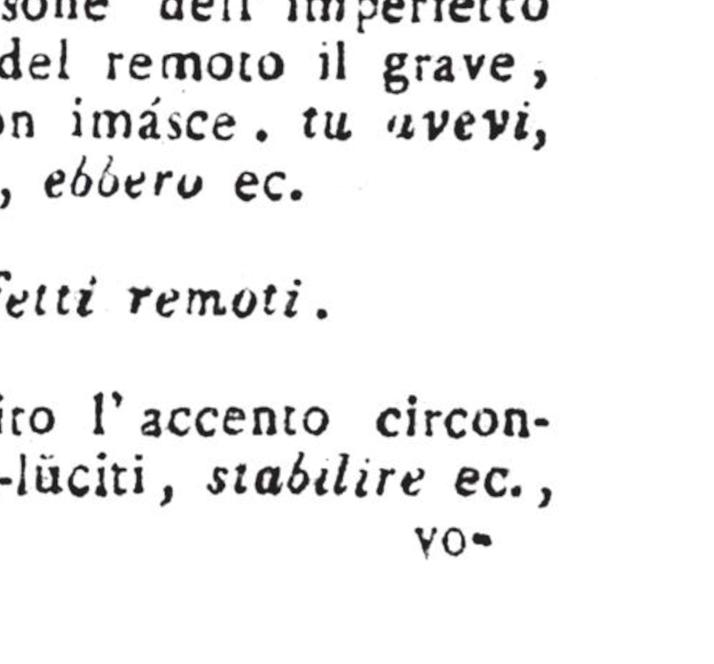 sone dell' imperfetto
del remoto il grave,
on imásce. tu avevi,
, ebbero ec.
fetti remoti.
ito l' accento circon-
-lŭciti, stabilire ec.,
vo-